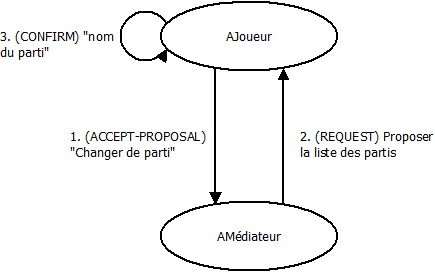 3. (CONFIRM) "nom
du parti"
AJoueur
1. (ACCEPT-PROPOSAL)
"Changer de parti"
2. (REQUEST) Proposer
la liste des partis
AMédiateur